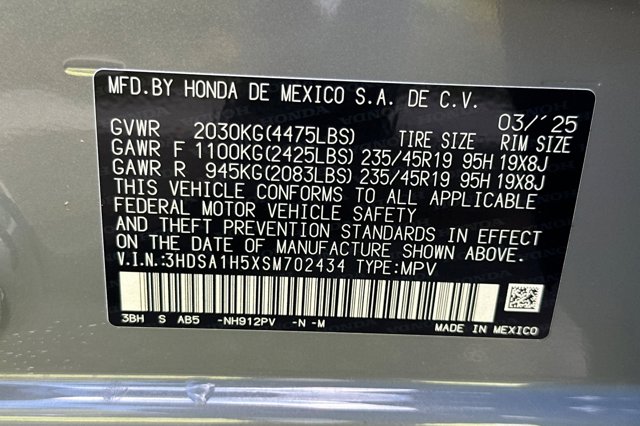 MFD.BY HONDA DE MEXICO S.A. DE C.V.
03/'25
GVWR 2030KG(4475LBS) TIRE SIZE RIM SIZE
GAWR F 1100KG(2425LBS) 235/45R19 95H 19X8J
GAWR R 945KG(2083LBS) 235/45R19 95H 19X8J
THIS VEHICLE CONFORMS TO ALL APPLICABLE
FEDERAL MOTOR VEHICLE SAFETY
AND THEFT PREVENTION STANDARDS IN EFFECT
ON THE DATE OF MANUFACTURE SHOWN ABOVE.
V.I.N.:3HDSA1H5XSM702434 TYPE:MPV
3BH S AB5 -NH912PV -N -M
MADE IN MEXICO